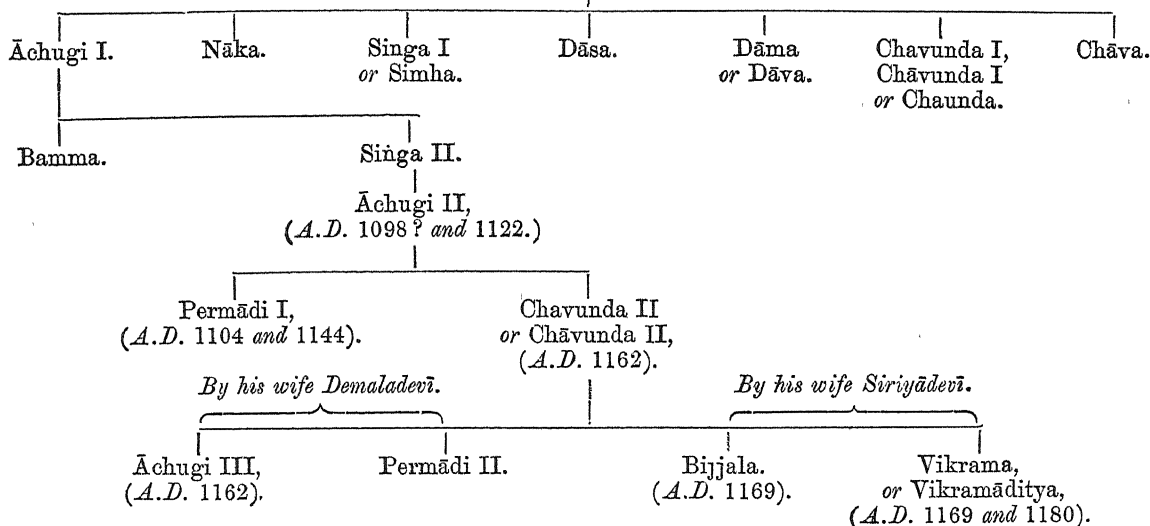 Āchugi I. Nāka. Singa I Dāsa. Dāma Chavunda I, Chāva.
or Simha. or Dāva. Chāvunda I
or Chaunda.
Bamma. Siṅga II.
Āchugi II,
(A.D. 1098 ? and 1122.)
Permādi I, Chavunda II
(A.D. 1104 and 1144). or Chāvunda II,
(A.D. 1162).
By his wife Demaladevī. By his wife Siriyādevī.
Āchugi III, Permādi II. Bijjala. Vikrama,
(A.D. 1162). (A.D. 1169). or Vikramāditya,
(A.D. 1169 and 1180).